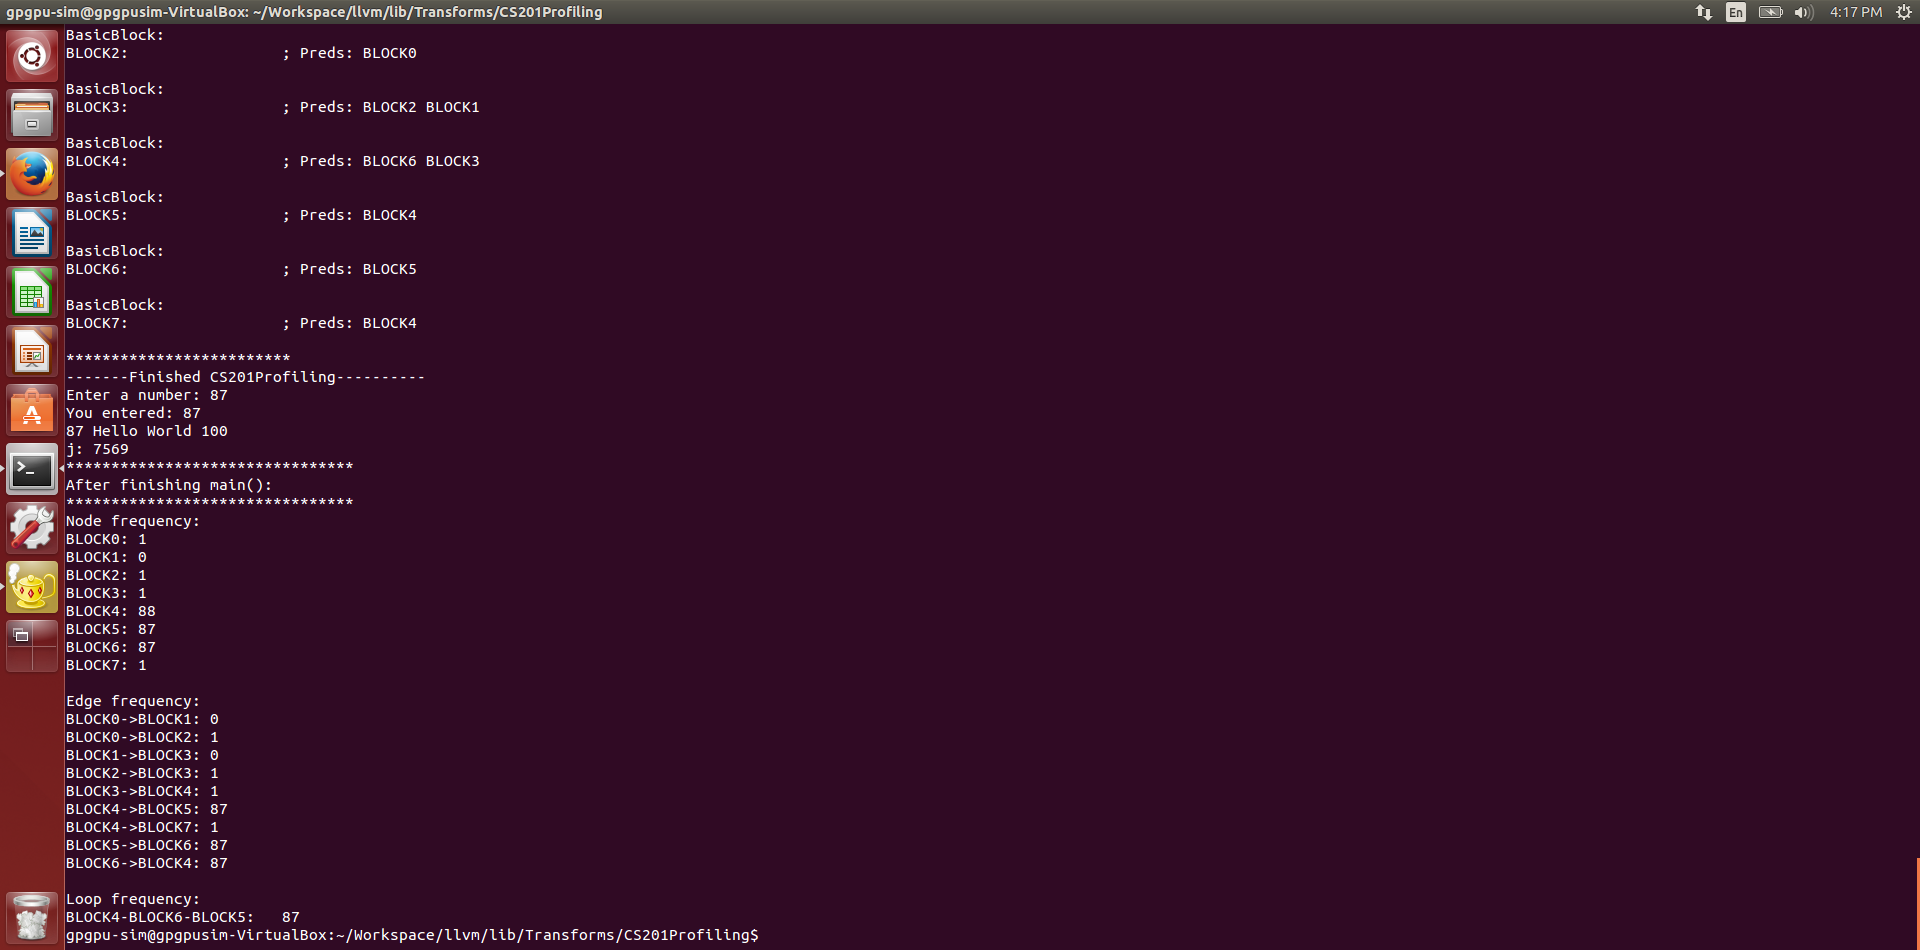 gpgpu-sim@gpgpusim-VirtualBox: ~/Workspace/llvm/lib/Transforms/CS201Profiling En 4:17 PM
BasicBlock:
BLOCK2: ; Preds: BLOCK0
BasicBlock:
BLOCK3: ; Preds: BLOCK2 BLOCK1
BasicBlock:
BLOCK4: ; Preds: BLOCK6 BLOCK3
BasicBlock:
BLOCK5: ; Preds: BLOCK4
BasicBlock:
BLOCK6: ; Preds: BLOCK5
BasicBlock:
BLOCK7: ; Preds: BLOCK4
*************************
-------Finished CS201Profiling----------
Enter a number: 87
You entered: 87
87 Hello World 100
j: 7569
********************************
After finishing main():
********************************
Node frequency:
BLOCK0: 1
BLOCK1: 0
BLOCK2: 1
BLOCK3: 1
BLOCK4: 88
BLOCK5: 87
BLOCK6: 87
BLOCK7: 1
Edge frequency:
BLOCK0->BLOCK1: 0
BLOCK0->BLOCK2: 1
BLOCK1->BLOCK3: 0
BLOCK2->BLOCK3: 1
BLOCK3->BLOCK4: 1
BLOCK4->BLOCK5: 87
BLOCK4->BLOCK7: 1
BLOCK5->BLOCK6: 87
BLOCK6->BLOCK4: 87
Loop frequency:
BLOCK4-BLOCK6-BLOCK5: 87
gpgpu-sim@gpgpusim-VirtualBox:~/Workspace/llvm/lib/Transforms/CS201Profiling$